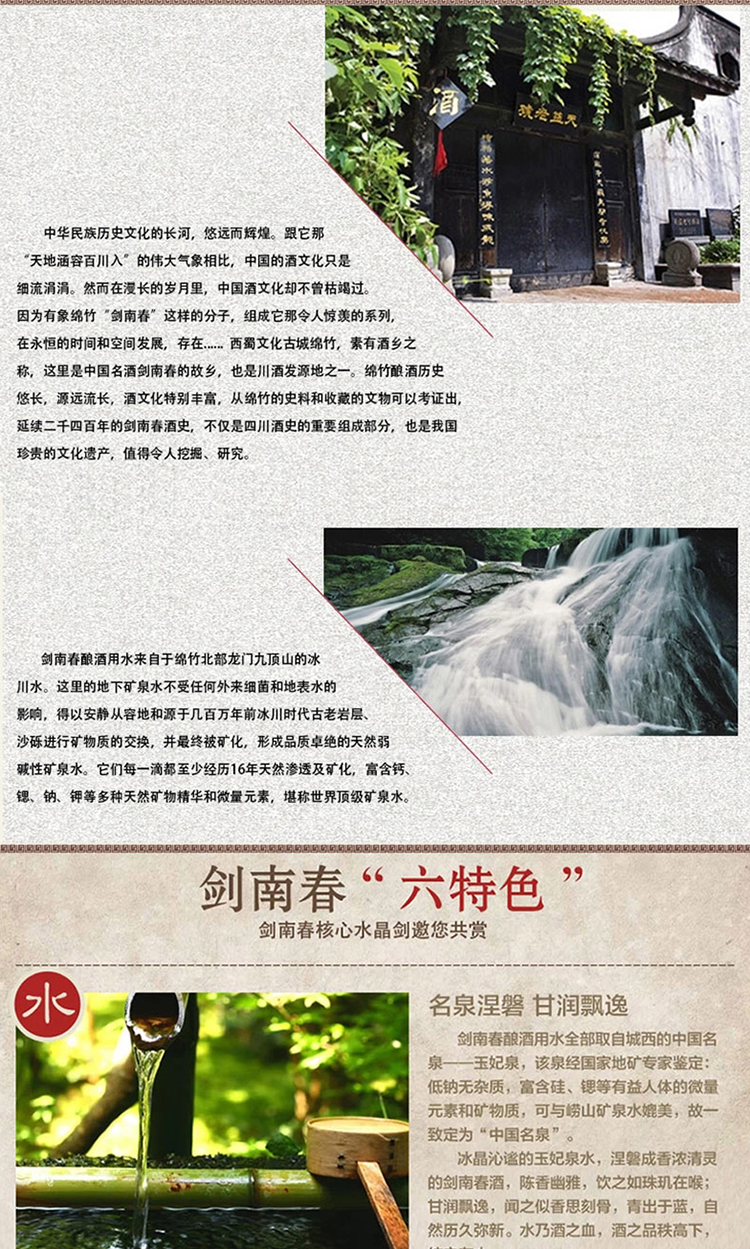 酒
天益老號
中华民族历史文化的长河，悠远而辉煌。跟它那
“天地涵容百川入”的伟大气象相比，中国的酒文化只是
细流涓涓。然而在漫长的岁月里，中国酒文化却不曾枯竭过。
因为有象绵竹“剑南春”这样的分子，组成它那令人惊羡的系列，
在永恒的时间和空间发展，存在…… 西蜀文化古城绵竹，素有酒乡之
称，这里是中国名酒剑南春的故乡，也是川酒发源地之一。绵竹酿酒历史
悠长，源远流长，酒文化特别丰富，从绵竹的史料和收藏的文物可以考证出，
延续二千四百年的剑南春酒史，不仅是四川酒史的重要组成部分，也是我国
珍贵的文化遗产，值得令人挖掘、研究。
剑南春酿酒用水来自于绵竹北部龙门九顶山的冰
川水。这里的地下矿泉水不受任何外来细菌和地表水的
影响，得以安静从容地和源于几百万年前冰川时代古老岩层、
沙砾进行矿物质的交换，并最终被矿化，形成品质卓绝的天然弱
碱性矿泉水。它们每一滴都至少经历16年天然渗透及矿化，富含钙、
锶、钠、钾等多种天然矿物精华和微量元素，堪称世界顶级矿泉水。
剑南春“六特色”
剑南春核心水晶剑邀您共赏
水
名泉涅磐 甘润飘逸
剑南春酿酒用水全部取自城西的中国名
泉——玉妃泉，该泉经国家地矿专家鉴定：
低钠无杂质，富含硅、锶等有益人体的微量
元素和矿物质，可与崂山矿泉水媲美，故一
致定为“中国名泉”。
冰晶沁谧的玉妃泉水，涅磐成香浓清灵
的剑南春酒，陈香幽雅，饮之如珠玑在喉；
甘润飘逸，闻之似香思刻骨，青出于蓝，自
然历久弥新。水乃酒之血，酒之品秩高下，